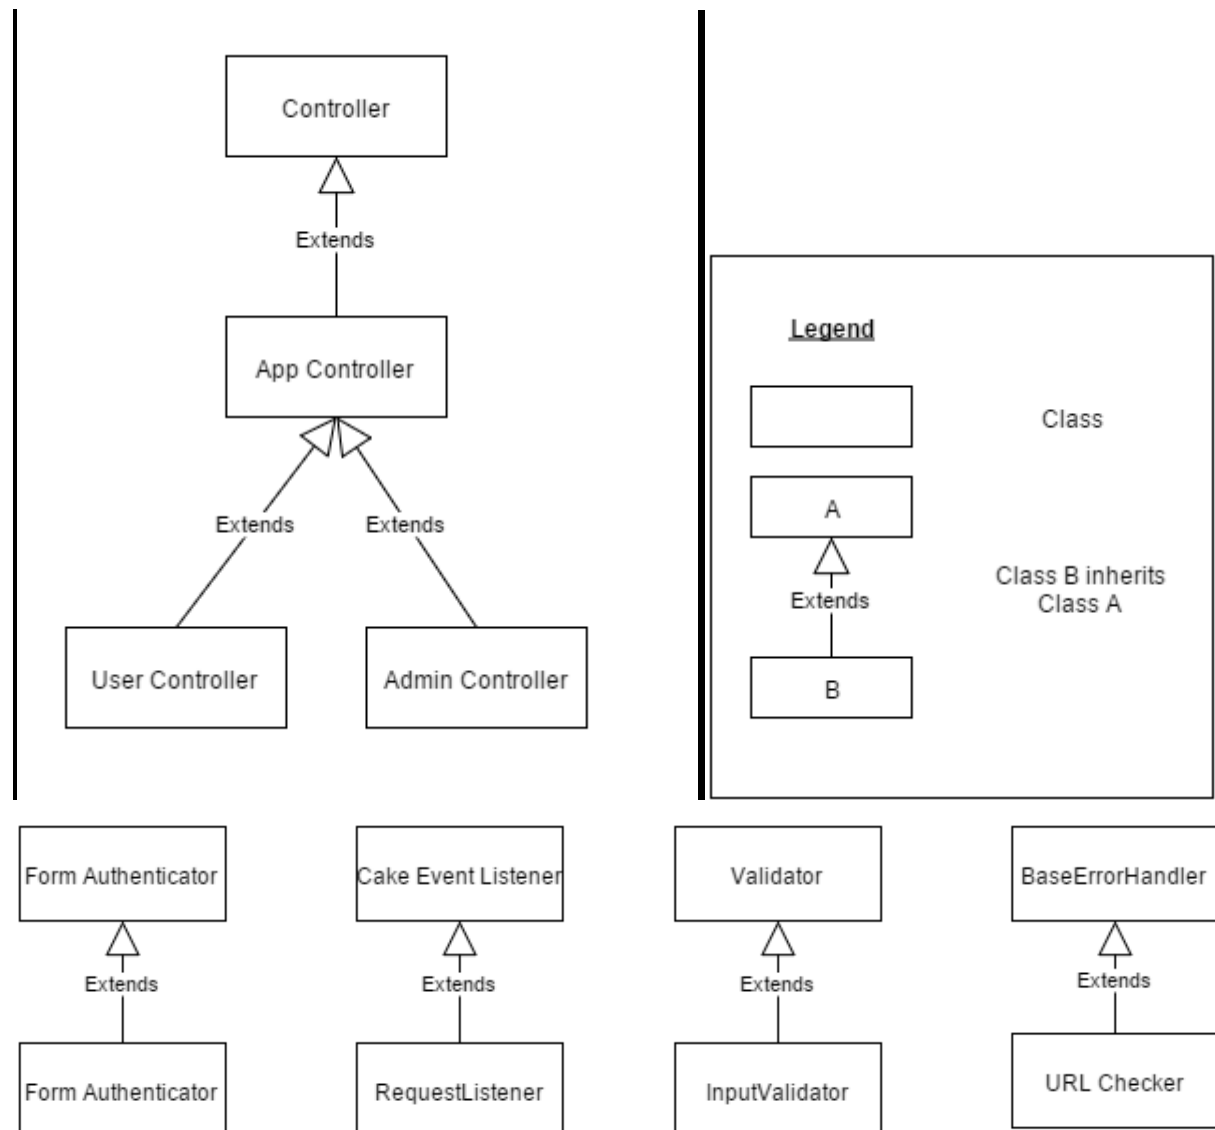 Controller
Extends
App Controller
Extends
Extends
User Controller
Admin Controller
Legend
Class
A
Extends
Class B inherits
Class A
B
Form Authenticator
Cake Event Listener
Validator
BaseErrorHandler
Extends
Extends
Extends
Extends
Form Authenticator
RequestListener
InputValidator
URL Checker